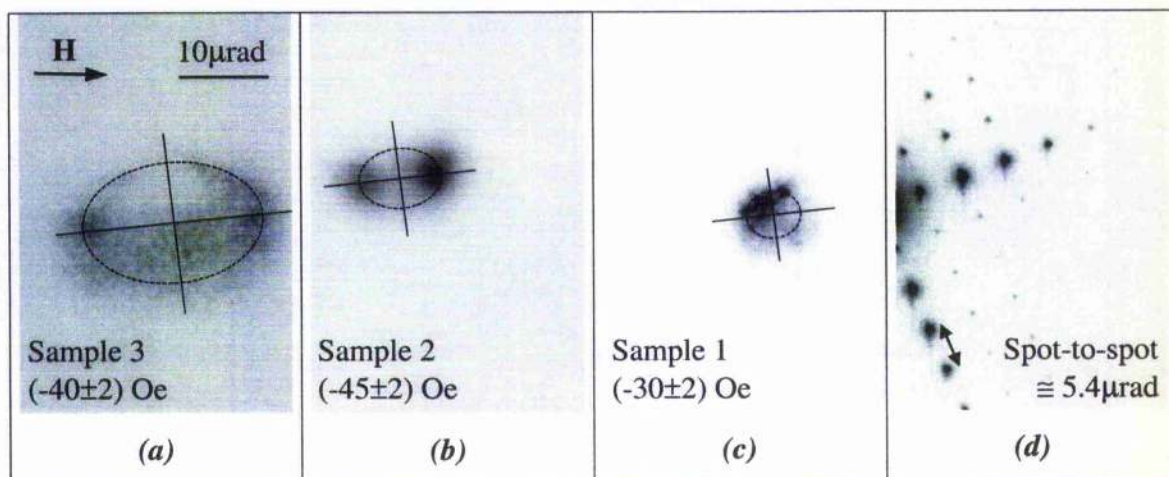 H
10μrad
Sample 3
(-40±2) Oe
(a)
Sample 2
(-45±2) Oe
(b)
Sample 1
(-30±2) Oe
(c)
Spot-to-spot
≅ 5.4μrad
(d)